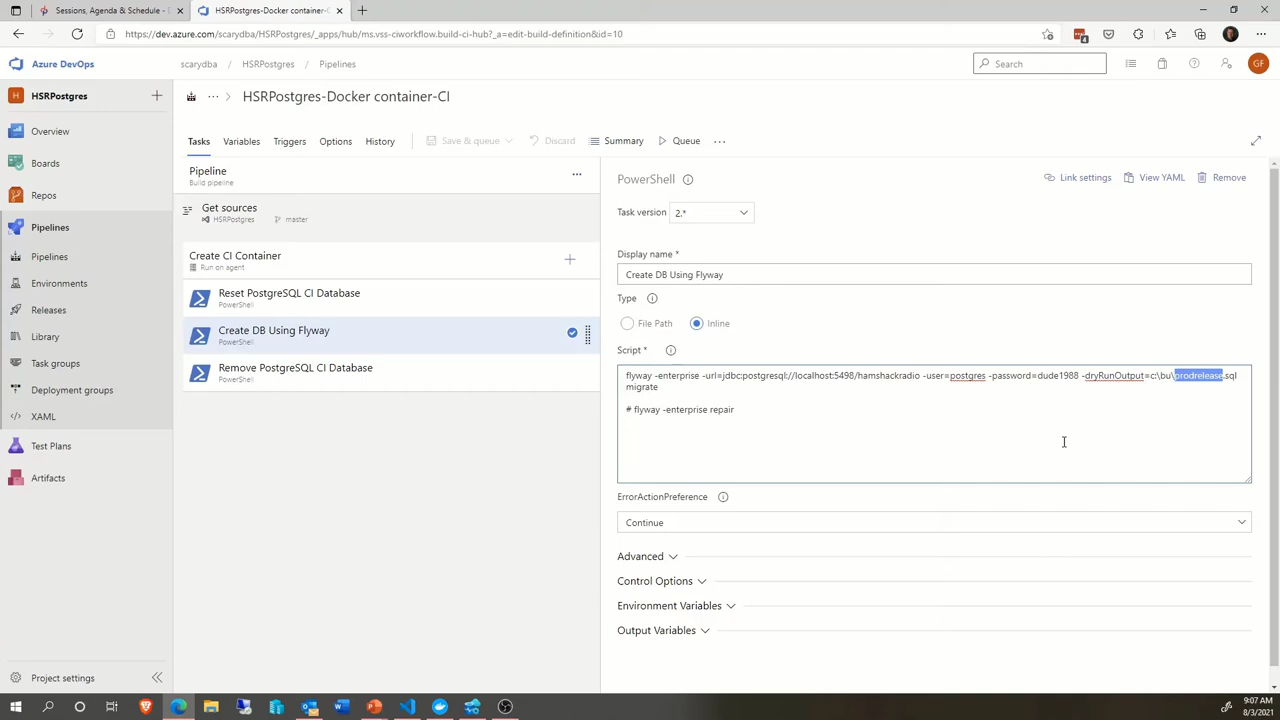 Sessions, Agenda & Schedule - D
HSRPostgres-Docker container-C
https://dev.azure.com/scarydba/HSRPostgres/_apps/hub/ms.vss-ciworkflow.build-ci-hub?_a=edit-build-definition&id=10
4
Azure DevOps
scarydba
HSRPostgres
Pipelines
Search
GF
H
HSRPostgres
HSRPostgres-Docker container-CI
Overview
Boards
Repos
Pipelines
Pipelines
Environments
Releases
Library
Task groups
Deployment groups
XAML
Test Plans
Artifacts
Project settings
Tasks
Variables
Triggers
Options
History
Save & queue
Discard
Summary
Queue
Pipeline
Build pipeline
Get sources
HSRPostgres
master
Create CI Container
Run on agent
Reset PostgreSQL CI Database
PowerShell
Create DB Using Flyway
PowerShell
Remove PostgreSQL CI Database
PowerShell
PowerShell
Link settings
View YAML
Remove
Task version
2.*
Display name *
Create DB Using Flyway
Type
File Path
Inline
Script *
flyway -enterprise -url=jdbc:postgresql://localhost:5498/hamshackradio -user=postgres -password=dude1988 -dryRunOutput=c:\bu\prodrelease.sql
migrate
# flyway -enterprise repair
ErrorActionPreference
Continue
Advanced
Control Options
Environment Variables
Output Variables
9:07 AM
8/3/2021